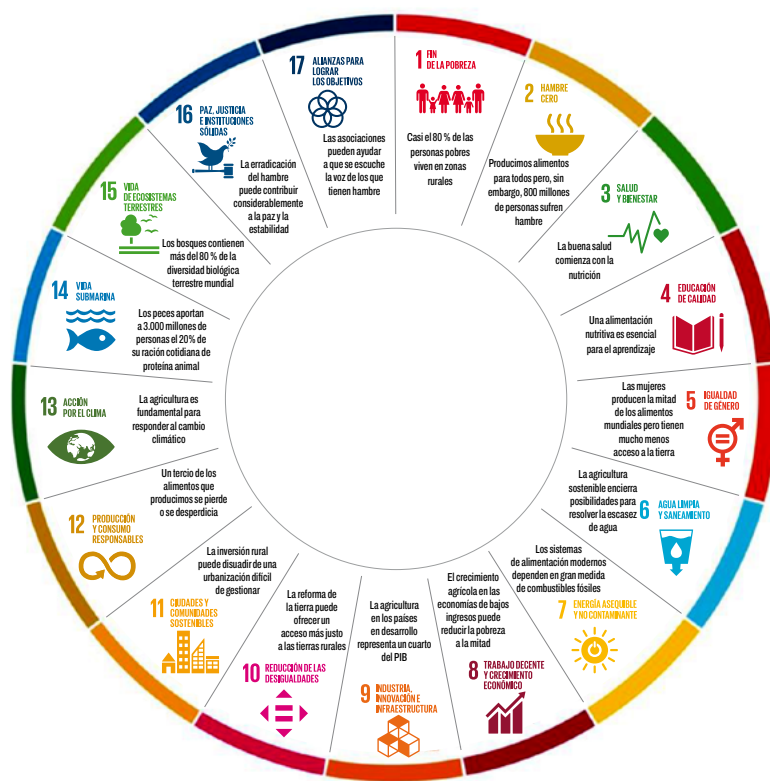 1 FIN
DE LA POBREZA
Casi el 80 % de las
personas pobres
viven en zonas
rurales
2 HAMBRE
CERO
Producimos alimentos
para todos pero, sin
embargo, 800 millones
de personas sufren
hambre
3 SALUD
Y BIENESTAR
La buena salud
comienza con la
nutrición
4 EDUCACIÓN
DE CALIDAD
Una alimentación
nutritiva es esencial
para el aprendizaje
5 IGUALDAD
DE GÉNERO
Las mujeres
producen la mitad
de los alimentos
mundiales pero tienen
mucho menos
acceso a la tierra
6 AGUA LIMPIA
Y SANEAMIENTO
La agricultura
sostenible encierra
posibilidades para
resolver la escasez
de agua
7 ENERGÍA ASEQUIBLE
Y NO CONTAMINANTE
Los sistemas
de alimentación modernos
dependen en gran medida
de combustibles fósiles
8 TRABAJO DECENTE
Y CRECIMIENTO
ECONÓMICO
El crecimiento
agrícola en las
economías de bajos
ingresos puede
reducir la pobreza
a la mitad
9 INDUSTRIA,
INNOVACIÓN E
INFRAESTRUCTURA
La agricultura
en los países
en desarrollo
representa un cuarto
del PIB
10 REDUCCIÓN DE LAS
DESIGUALDADES
La reforma de
la tierra puede
ofrecer un
acceso más justo
a las tierras rurales
11 CIUDADES Y
COMUNIDADES
SOSTENIBLES
La inversión rural
puede disuadir de una
urbanización difícil
de gestionar
12 PRODUCCIÓN
Y CONSUMO
RESPONSABLES
Un tercio de los
alimentos que
producimos se pierde
o se desperdicia
13 ACCIÓN
POR EL CLIMA
La agricultura es
fundamental para
responder al cambio
climático
14 VIDA
SUBMARINA
Los peces aportan
a 3.000 millones de
personas el 20% de
su ración cotidiana de
proteína animal
15 VIDA
DE ECOSISTEMAS
TERRESTRES
Los bosques contienen
más del 80 % de la
diversidad biológica
terrestre mundial
16 PAZ, JUSTICIA
E INSTITUCIONES
SÓLIDAS
La erradicación
del hambre
puede contribuir
considerablemente
a la paz y la
estabilidad
17 ALIANZAS PARA
LOGRAR
LOS OBJETIVOS
Las asociaciones
pueden ayudar
a que se escuche
la voz de los que
tienen hambre